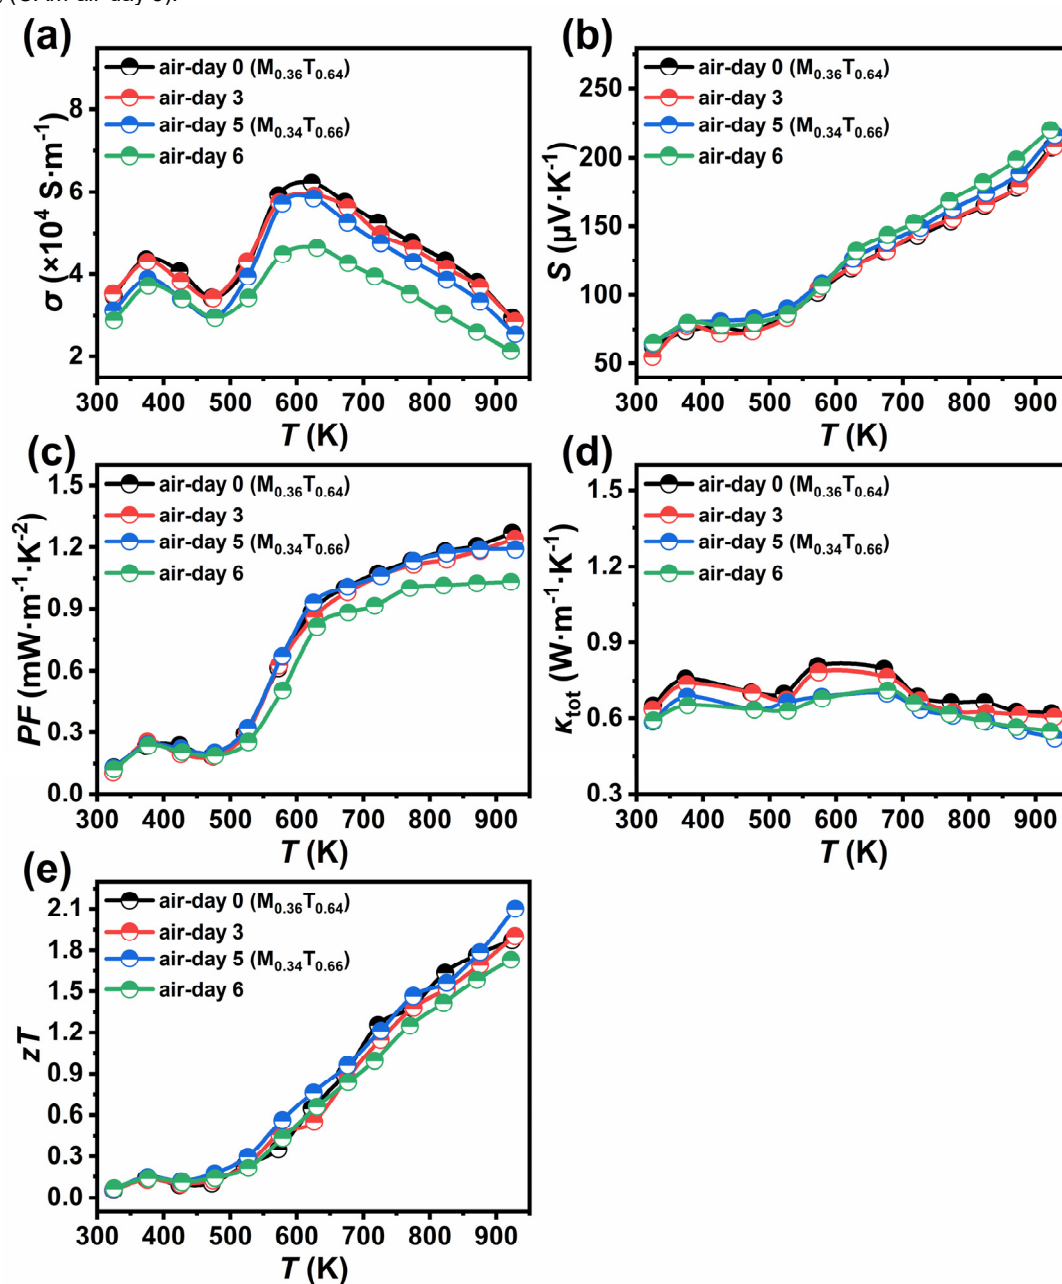 (a)
air-day 0 (M0.36T0.64)
air-day 3
air-day 5 (M0.34T0.66)
air-day 6
σ (×10⁴ S·m⁻¹)
8
6
4
2
300 400 500 600 700 800 900
T (K)
(b)
air-day 0 (M0.36T0.64)
air-day 3
air-day 5 (M0.34T0.66)
air-day 6
S (μV·K⁻¹)
250
200
150
100
50
300 400 500 600 700 800 900
T (K)
(c)
air-day 0 (M0.36T0.64)
air-day 3
air-day 5 (M0.34T0.66)
air-day 6
PF (mW·m⁻¹·K⁻²)
1.5
1.2
0.9
0.6
0.3
0.0
300 400 500 600 700 800 900
T (K)
(d)
air-day 0 (M0.36T0.64)
air-day 3
air-day 5 (M0.34T0.66)
air-day 6
κtot (W·m⁻¹·K⁻¹)
1.5
1.2
0.9
0.6
0.3
300 400 500 600 700 800 900
T (K)
(e)
air-day 0 (M0.36T0.64)
air-day 3
air-day 5 (M0.34T0.66)
air-day 6
zT
2.1
1.8
1.5
1.2
0.9
0.6
0.3
0.0
300 400 500 600 700 800 900
T (K)